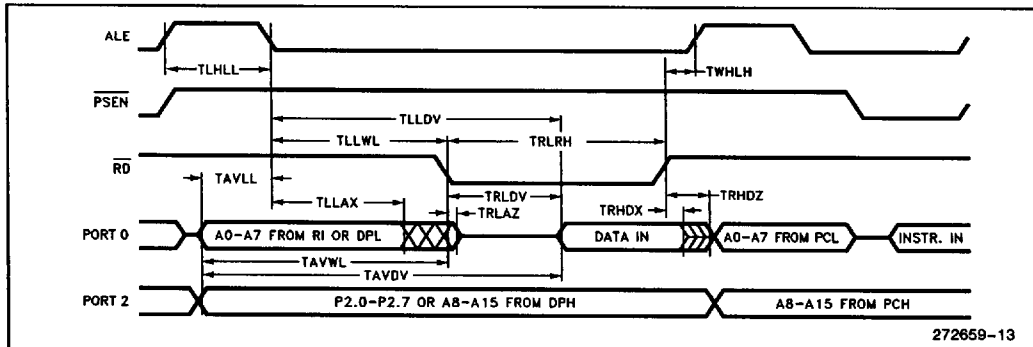 ALE
TLHLL
TWHLH
PSEN
TLLDV
TLLWL
TRLRH
RD
TAVLL
TRLDV
TRHDZ
TLLAX
TRLAZ
TRHDX
PORT 0
A0-A7 FROM RI OR DPL
DATA IN
A0-A7 FROM PCL
INSTR. IN
TAVWL
TAVDV
PORT 2
P2.0-P2.7 OR A8-A15 FROM DPH
A8-A15 FROM PCH
272659-13